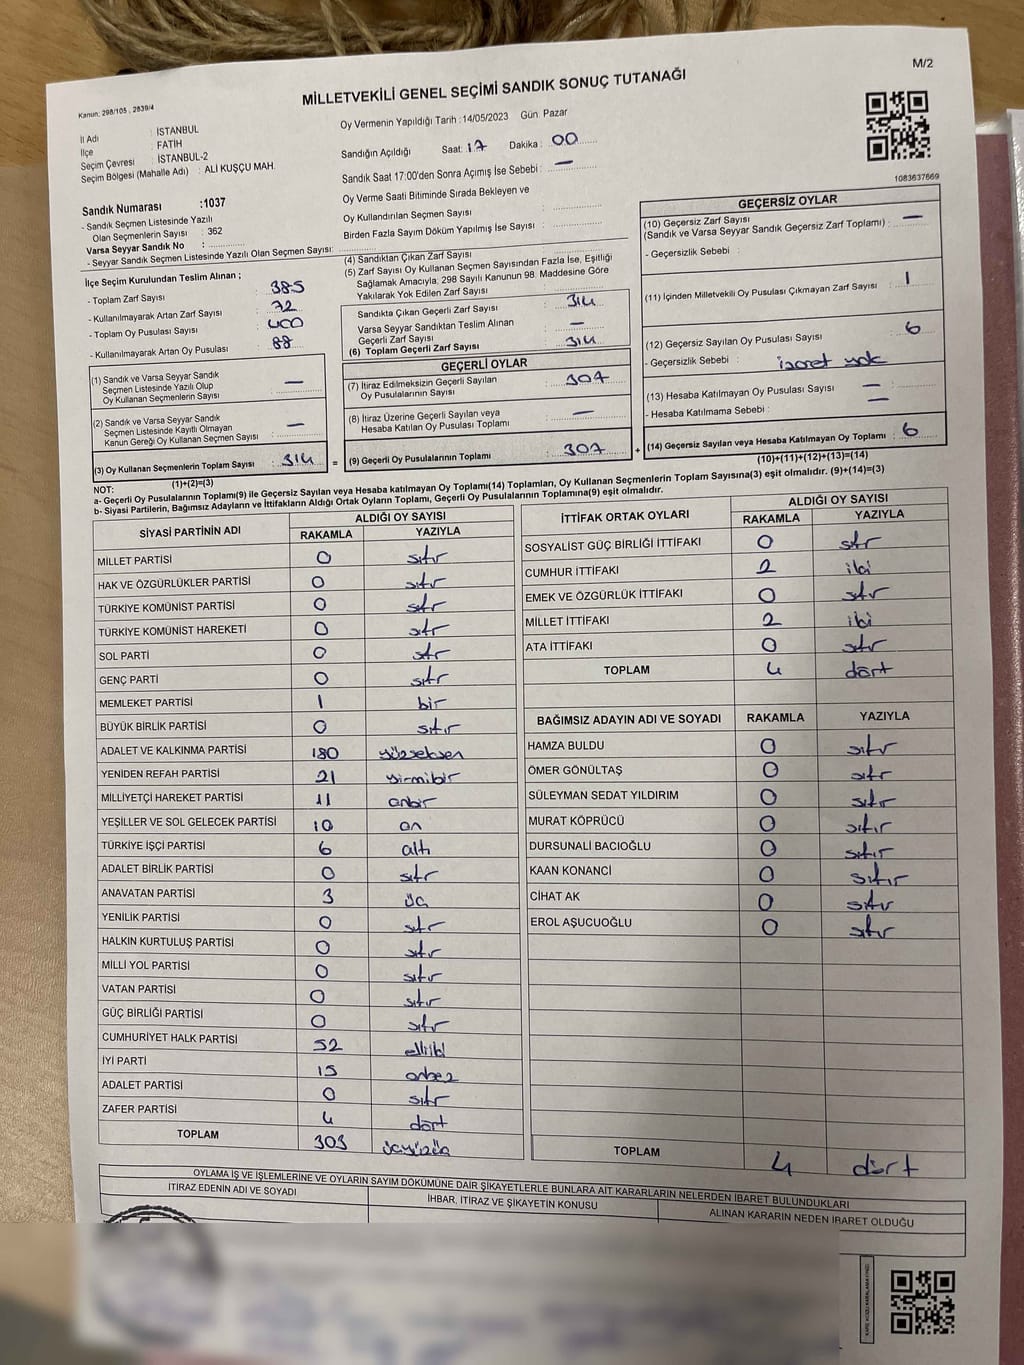 M/2
MİLLETVEKİLİ GENEL SEÇİMİ SANDIK SONUÇ TUTANAĞI
Kanun: 298/105 , 2839/4
İl Adı : İSTANBUL
İlçe : FATİH
Seçim Çevresi : İSTANBUL-2
Seçim Bölgesi (Mahalle Adı) : ALİ KUŞÇU MAH.
Oy Vermenin Yapıldığı Tarih : 14/05/2023 Gün: Pazar
Sandığın Açıldığı Saat: 17 Dakika : 00
Sandık Saat 17:00'den Sonra Açımış İse Sebebi : —
Oy Verme Saati Bitiminde Sırada Bekleyen ve
Oy Kullandırılan Seçmen Sayısı :
Birden Fazla Sayım Döküm Yapılmış İse Sayısı :
1083637669
Sandık Numarası :1037
- Sandık Seçmen Listesinde Yazılı
Olan Seçmenlerin Sayısı : 362
Varsa Seyyar Sandık No :
- Seyyar Sandık Seçmen Listesinde Yazılı Olan Seçmen Sayısı:
İlçe Seçim Kurulundan Teslim Alınan ;
- Toplam Zarf Sayısı : 385
- Kullanılmayarak Artan Zarf Sayısı : 72
- Toplam Oy Pusulası Sayısı : 400
- Kullanılmayarak Artan Oy Pusulası : 88
(1) Sandık ve Varsa Seyyar Sandık
Seçmen Listesinde Yazılı Olup
Oy Kullanan Seçmenlerin Sayısı : —
(2) Sandık ve Varsa Seyyar Sandık
Seçmen Listesinde Kayıtlı Olmayan
Kanun Gereği Oy Kullanan Seçmen Sayısı : —
(3) Oy Kullanan Seçmenlerin Toplam Sayısı : 314
(1)+(2)=(3)
(4) Sandıktan Çıkan Zarf Sayısı
(5) Zarf Sayısı Oy Kullanan Seçmen Sayısından Fazla İse, Eşitliği
Sağlamak Amacıyla, 298 Sayılı Kanunun 98. Maddesine Göre
Yakılarak Yok Edilen Zarf Sayısı :
Sandıkta Çıkan Geçerli Zarf Sayısı : 314
Varsa Seyyar Sandıktan Teslim Alınan
Geçerli Zarf Sayısı : —
(6) Toplam Geçerli Zarf Sayısı : 314
GEÇERLİ OYLAR
(7) İtiraz Edilmeksizin Geçerli Sayılan
Oy Pusulasının Sayısı : 307
(8) İtiraz Üzerine Geçerli Sayılan veya
Hesaba Katılan Oy Pusulası Toplamı : —
= (9) Geçerli Oy Pusulalarının Toplamı : 307 +
GEÇERSİZ OYLAR
(10) Geçersiz Zarf Sayısı
(Sandık ve Varsa Seyyar Sandık Geçersiz Zarf Toplamı) : —
- Geçersizlik Sebebi :
(11) İçinden Milletvekili Oy Pusulası Çıkmayan Zarf Sayısı : 1
(12) Geçersiz Sayılan Oy Pusulası Sayısı : 6
- Geçersizlik Sebebi : işaret yok
(13) Hesaba Katılmayan Oy Pusulası Sayısı : —
- Hesaba Katılmama Sebebi : —
(14) Geçersiz Sayılan veya Hesaba Katılmayan Oy Toplamı : 6
(10)+(11)+(12)+(13)=(14)
NOT:
a- Geçerli Oy Pusulalarının Toplamı(9) ile Geçersiz Sayılan veya Hesaba katılmayan Oy Toplamı(14) Toplamları, Oy Kullanan Seçmenlerin Toplam Sayısına(3) eşit olmalıdır. (9)+(14)=(3)
b- Siyasi Partilerin, Bağımsız Adayların ve İttifakların Aldığı Ortak Oyların Toplamı, Geçerli Oy Pusulalarının Toplamına(9) eşit olmalıdır.
SİYASİ PARTİNİN ADI ALDIĞI OY SAYISI
RAKAMLA YAZIYLA
MİLLET PARTİSİ 0 sıfır
HAK VE ÖZGÜRLÜKLER PARTİSİ 0 sıfır
TÜRKİYE KOMÜNİST PARTİSİ 0 sıfır
TÜRKİYE KOMÜNİST HAREKETİ 0 sıfır
SOL PARTİ 0 sıfır
GENÇ PARTİ 0 sıfır
MEMLEKET PARTİSİ 1 bir
BÜYÜK BİRLİK PARTİSİ 0 sıfır
ADALET VE KALKINMA PARTİSİ 180 yüzseksen
YENİDEN REFAH PARTİSİ 21 yirmibir
MİLLİYETÇİ HAREKET PARTİSİ 11 onbir
YEŞİLLER VE SOL GELECEK PARTİSİ 10 on
TÜRKİYE İŞÇİ PARTİSİ 6 altı
ADALET BİRLİK PARTİSİ 0 sıfır
ANAVATAN PARTİSİ 3 üç
YENİLİK PARTİSİ 0 sıfır
HALKIN KURTULUŞ PARTİSİ 0 sıfır
MİLLİ YOL PARTİSİ 0 sıfır
VATAN PARTİSİ 0 sıfır
GÜÇ BİRLİĞİ PARTİSİ 0 sıfır
CUMHURİYET HALK PARTİSİ 52 elliiki
İYİ PARTİ 15 onbeş
ADALET PARTİSİ 0 sıfır
ZAFER PARTİSİ 4 dört
TOPLAM 303 üçyüzüç
İTTİFAK ORTAK OYLARI ALDIĞI OY SAYISI
RAKAMLA YAZIYLA
SOSYALİST GÜÇ BİRLİĞİ İTTİFAKI 0 sıfır
CUMHUR İTTİFAKI 2 iki
EMEK VE ÖZGÜRLÜK İTTİFAKI 0 sıfır
MİLLET İTTİFAKI 2 iki
ATA İTTİFAKI 0 sıfır
TOPLAM 4 dört
BAĞIMSIZ ADAYIN ADI VE SOYADI RAKAMLA YAZIYLA
HAMZA BULDU 0 sıfır
ÖMER GÖNÜLTAŞ 0 sıfır
SÜLEYMAN SEDAT YILDIRIM 0 sıfır
MURAT KÖPRÜCÜ 0 sıfır
DURSUNALİ BACIOĞLU 0 sıfır
KAAN KONANCİ 0 sıfır
CİHAT AK 0 sıfır
EROL AŞUCUOĞLU 0 sıfır
TOPLAM 4 dört
OYLAMA İŞ VE İŞLEMLERİNE VE OYLARIN SAYIM DÖKÜMÜNE DAİR ŞİKAYETLERLE BUNLARA AİT KARARLARIN NELERDEN İBARET BULUNDUKLARI
İTİRAZ EDENİN ADI VE SOYADI İHBAR, İTİRAZ VE ŞİKAYETİN KONUSU ALINAN KARARIN NEDEN İBARET OLDUĞU